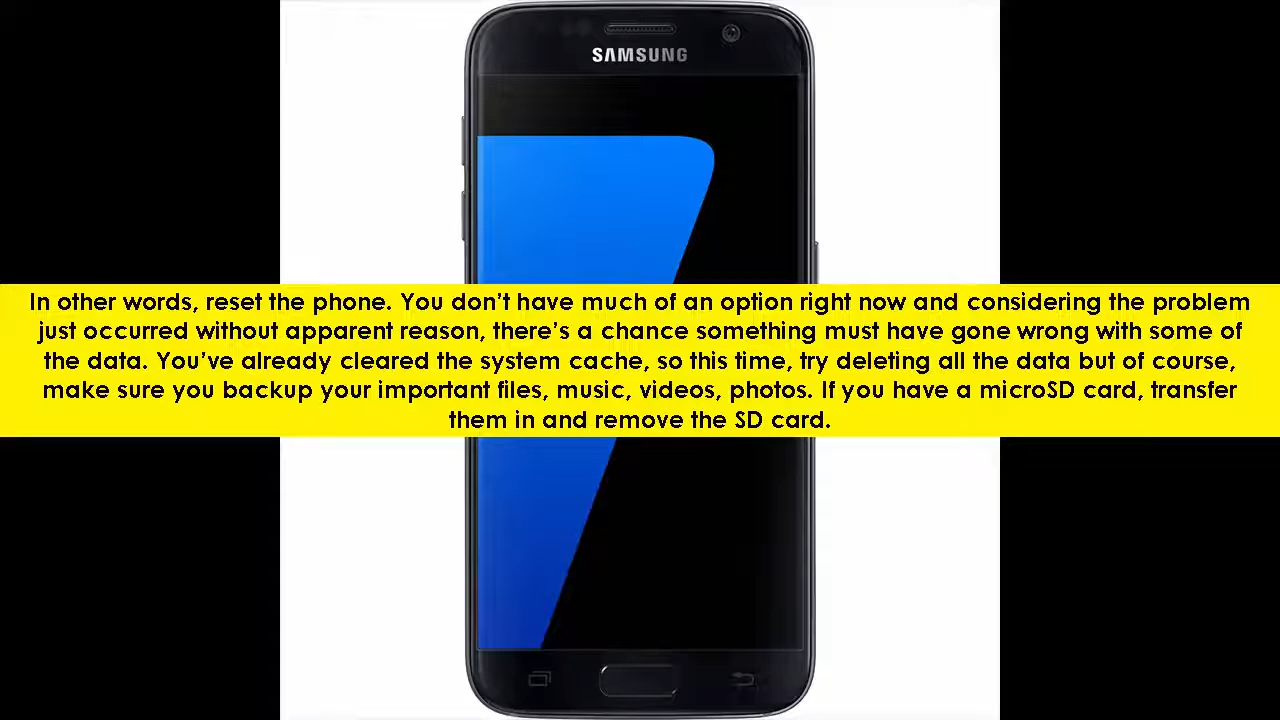 SAMSUNG
In other words, reset the phone. You don’t have much of an option right now and considering the problem
just occurred without apparent reason, there’s a chance something must have gone wrong with some of
the data. You’ve already cleared the system cache, so this time, try deleting all the data but of course,
make sure you backup your important files, music, videos, photos. If you have a microSD card, transfer
them in and remove the SD card.